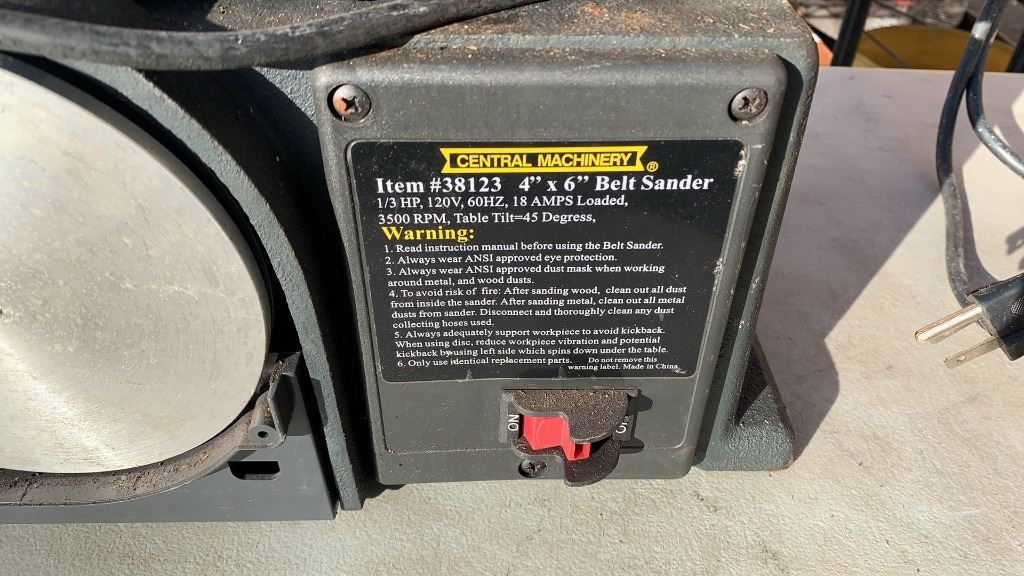 CENTRAL MACHINERY ®
Item #38123 4” x 6” Belt Sander
1/3 HP, 120V, 60HZ, 18 AMPS Loaded,
3500 RPM, Table Tilt=45 Degress,
Warning:
1. Read instruction manual before using the Belt Sander.
2. Always wear ANSI approved eye protection.
3. Always wear ANSI approved dust mask when working
around metal, and wood dusts.
4. To avoid risk of fire: After sanding wood, clean out all dust
from inside the sander. After sanding metal, clean out all metal
dusts from sander. Disconnect and thoroughly clean any dust
collecting hoses used.
5. Always adequately support workpiece to avoid kickback.
When using disc, reduce workpiece vibration and potential
kickback by using left side which spins down under the table.
6. Only use identical replacement parts. Do not remove this
warning label. Made in China
ON